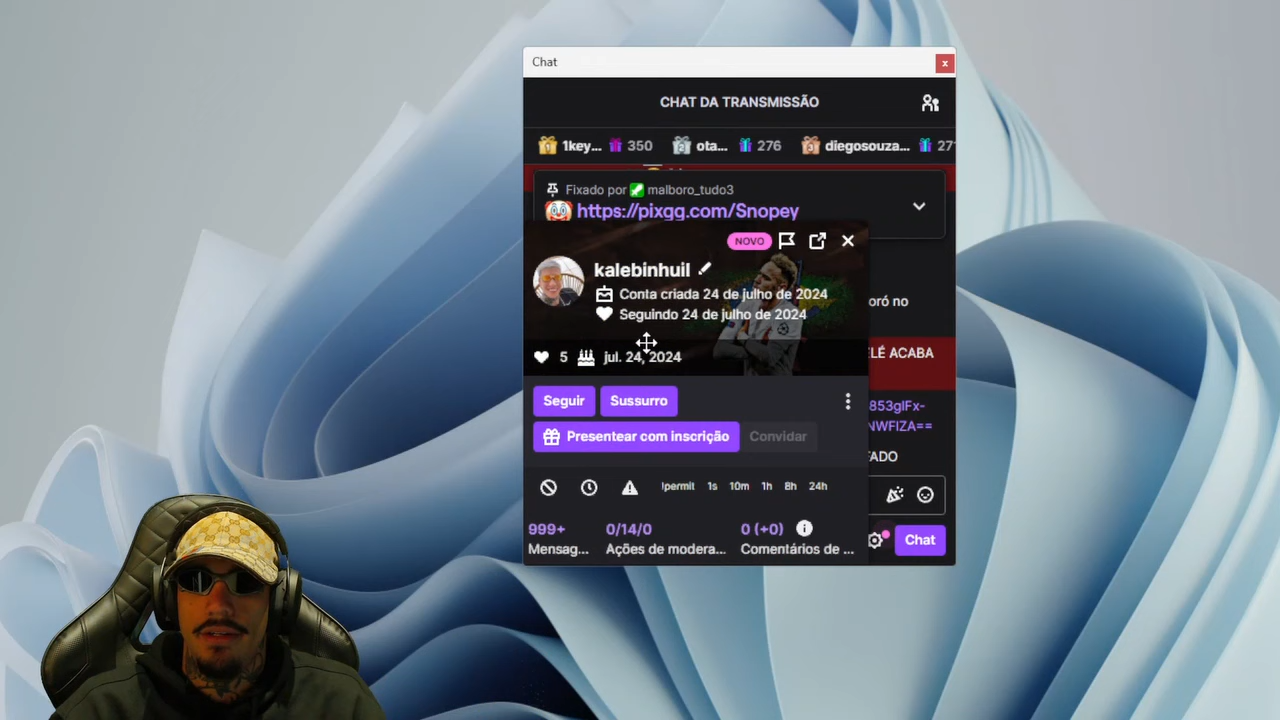 Chat
x
CHAT DA TRANSMISSÃO
1key... 350 ota... 276 diegosouza...
Fixado por malboro_tudo3
https://pixgg.com/Snopey
NOVO
kalebinhuil
Conta criada 24 de julho de 2024
Seguindo 24 de julho de 2024
oró no
5 jul. 24, 2024
LÉ ACABA
Seguir Sussurro
853glFx-
NWFIZA==
Presentear com inscrição Convidar
!permit 1s 10m 1h 8h 24h
999+ 0/14/0 0 (+0)
Mensag... Ações de modera... Comentários de ...
Chat